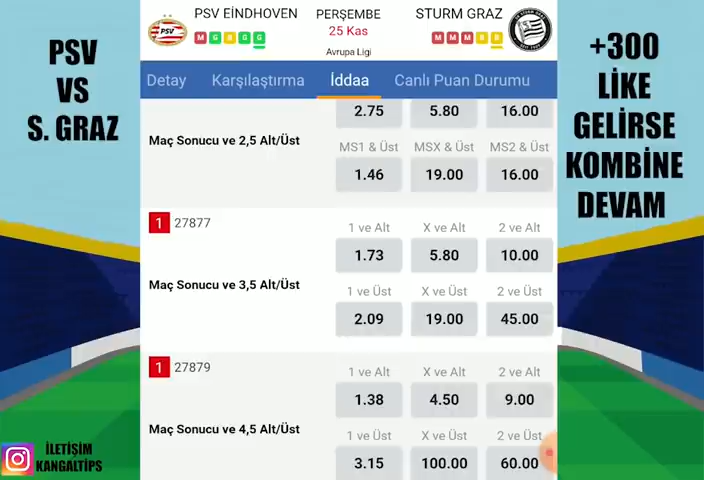 PSV
VS
S. GRAZ
PSV EİNDHOVEN
PERŞEMBE
STURM GRAZ
PSV
M G B G G
25 Kas
M M M B B
Avrupa Ligi
Detay Karşılaştırma İddaa Canlı Puan Durumu
2.75 5.80 16.00
Maç Sonucu ve 2,5 Alt/Üst
MS1 & Üst MSX & Üst MS2 & Üst
1.46 19.00 16.00
1 27877
1 ve Alt X ve Alt 2 ve Alt
1.73 5.80 10.00
Maç Sonucu ve 3,5 Alt/Üst
1 ve Üst X ve Üst 2 ve Üst
2.09 19.00 45.00
1 27879
1 ve Alt X ve Alt 2 ve Alt
1.38 4.50 9.00
Maç Sonucu ve 4,5 Alt/Üst
1 ve Üst X ve Üst 2 ve Üst
3.15 100.00 60.00
+300
LİKE
GELİRSE
KOMBİNE
DEVAM
İLETİŞİM
KANGALTİPS